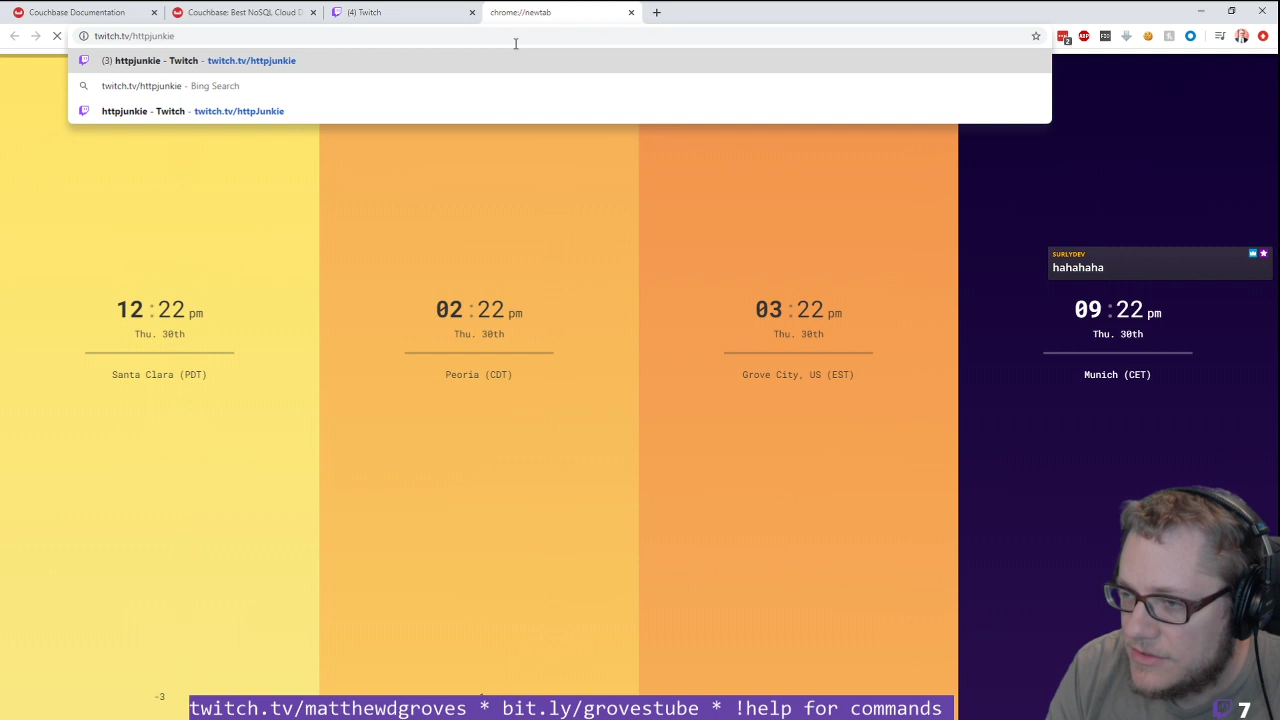 Couchbase Documentation
Couchbase: Best NoSQL Cloud D
(4) Twitch
chrome://newtab
twitch.tv/httpjunkie
(3) httpjunkie - Twitch - twitch.tv/httpjunkie
twitch.tv/httpjunkie - Bing Search
httpjunkie - Twitch - twitch.tv/httpJunkie
SURLYDEV
hahahaha
12:22 pm
Thu. 30th
Santa Clara (PDT)
02:22 pm
Thu. 30th
Peoria (CDT)
03:22 pm
Thu. 30th
Grove City, US (EST)
09:22 pm
Thu. 30th
Munich (CET)
-3
twitch.tv/matthewdgroves * bit.ly/grovestube * !help for commands
7